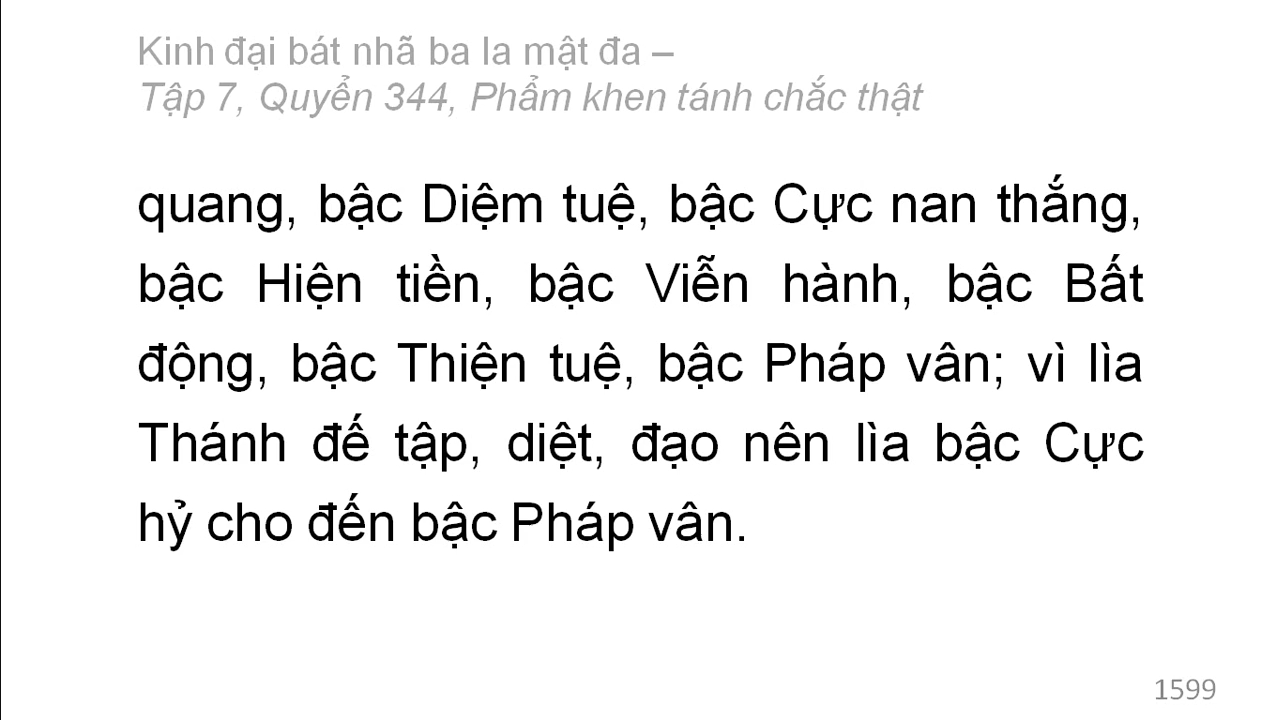 Kinh đại bát nhã ba la mật đa –
Tập 7, Quyển 344, Phẩm khen tánh chắc thật
quang, bậc Diệm tuệ, bậc Cực nan thắng,
bậc Hiện tiền, bậc Viễn hành, bậc Bất
động, bậc Thiện tuệ, bậc Pháp vân; vì lìa
Thánh đế tập, diệt, đạo nên lìa bậc Cực
hỷ cho đến bậc Pháp vân.
1599